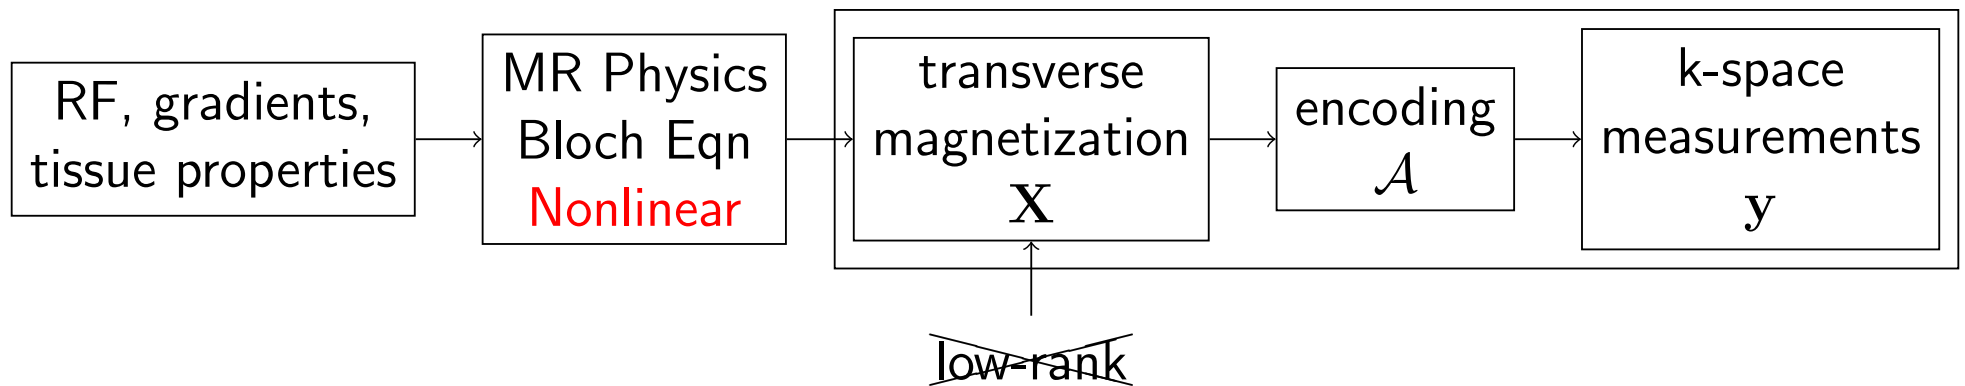 RF, gradients,
tissue properties
MR Physics
Bloch Eqn
Nonlinear
transverse
magnetization
X
encoding
𝒜
k-space
measurements
y
low-rank